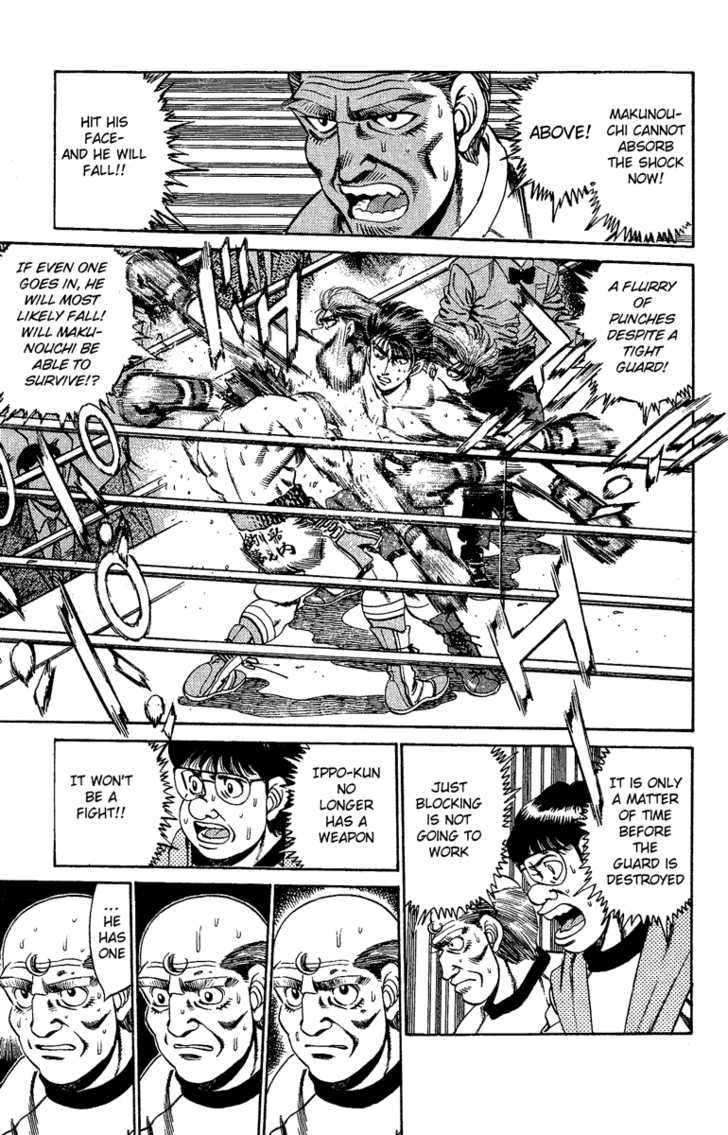 MAKUNOU-
CHI CANNOT
ABSORB
THE SHOCK
NOW!
ABOVE!
HIT HIS
FACE-
AND HE WILL
FALL!!
A FLURRY
OF
PUNCHES
DESPITE A
TIGHT
GUARD!
IF EVEN ONE
GOES IN, HE
WILL MOST
LIKELY FALL!
WILL MAKU-
NOUCHI BE
ABLE TO
SURVIVE!?
IT IS ONLY
A MATTER
OF TIME
BEFORE
THE
GUARD IS
DESTROYED
JUST
BLOCKING
IS NOT
GOING TO
WORK
IPPO-KUN
NO
LONGER
HAS A
WEAPON
IT WON'T
BE A
FIGHT!!
...
HE
HAS
ONE